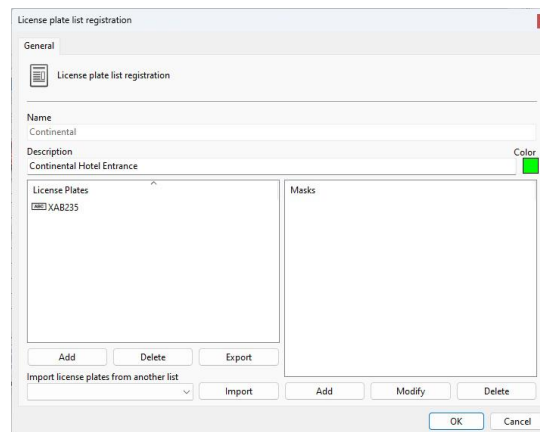 License plate list registration
General
License plate list registration
Name
Continental
Description
Color
Continental Hotel Entrance
License Plates
Masks
ABC XAB235
Add Delete Export
Import license plates from another list
Import Add Modify Delete
OK Cancel